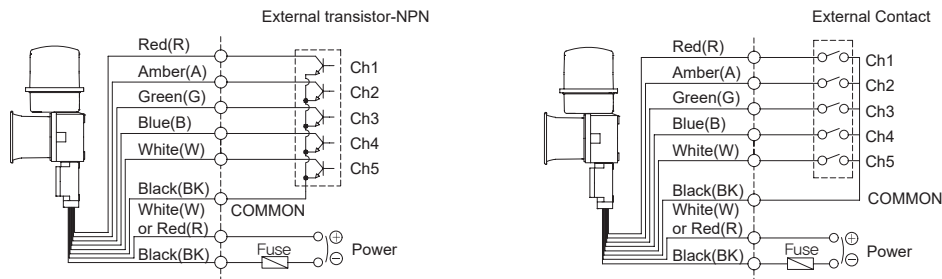 External transistor-NPN
Red(R)
Ch1
Amber(A)
Ch2
Green(G)
Ch3
Blue(B)
Ch4
White(W)
Ch5
Black(BK)
COMMON
White(W)
or Red(R)
Fuse
⊕
Power
Black(BK)
⊖
External Contact
Red(R)
Ch1
Amber(A)
Ch2
Green(G)
Ch3
Blue(B)
Ch4
White(W)
Ch5
Black(BK)
COMMON
White(W)
or Red(R)
Fuse
⊕
Power
Black(BK)
⊖